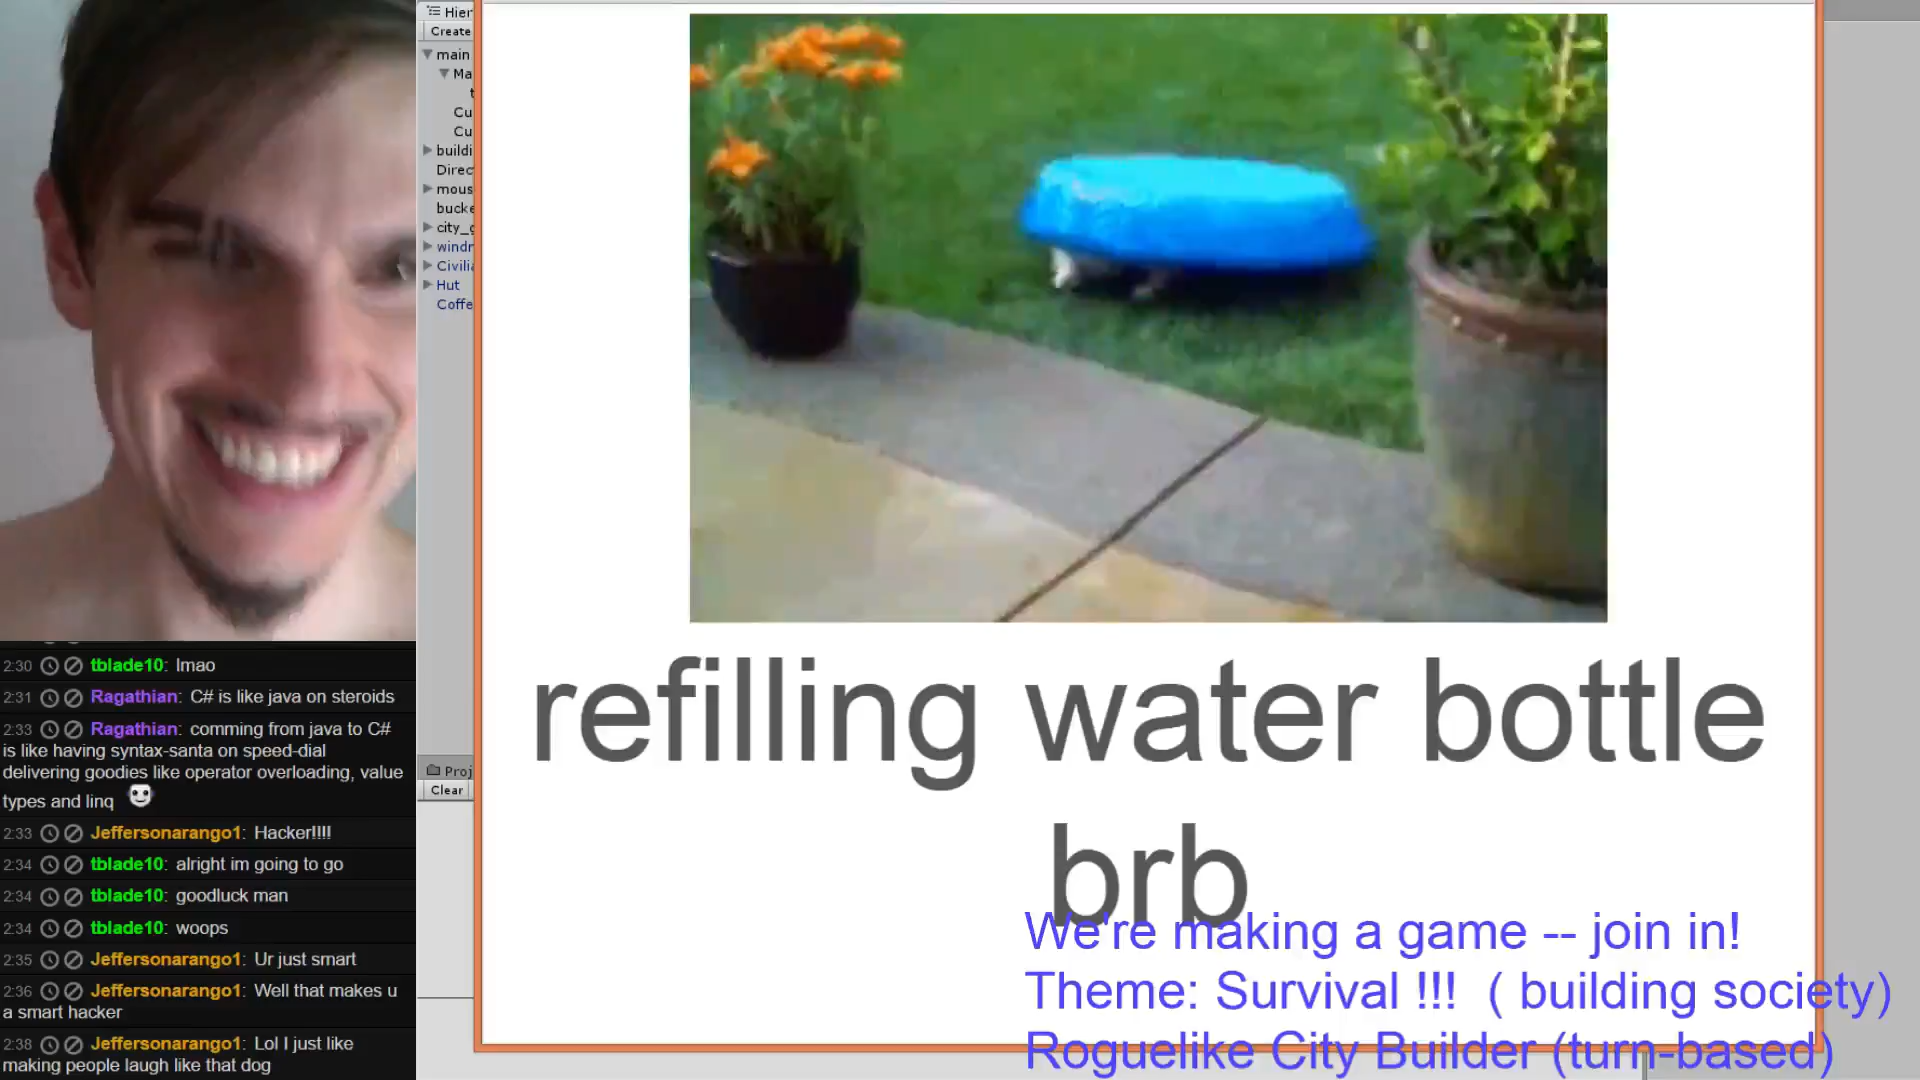 Hier
Create
main
Ma
t
Cu
Cu
buildi
Direc
mous
bucke
city_g
windr
Civilia
Hut
Coffe
Proj
Clear
2:30 tblade10: lmao
2:31 Ragathian: C# is like java on steroids
2:33 Ragathian: comming from java to C#
is like having syntax-santa on speed-dial
delivering goodies like operator overloading, value
types and linq
2:33 Jeffersonarango1: Hacker!!!!
2:34 tblade10: alright im going to go
2:34 tblade10: goodluck man
2:34 tblade10: woops
2:35 Jeffersonarango1: Ur just smart
2:36 Jeffersonarango1: Well that makes u
a smart hacker
2:38 Jeffersonarango1: Lol I just like
making people laugh like that dog
refilling water bottle
brb
We're making a game -- join in!
Theme: Survival !!! ( building society)
Roguelike City Builder (turn-based)